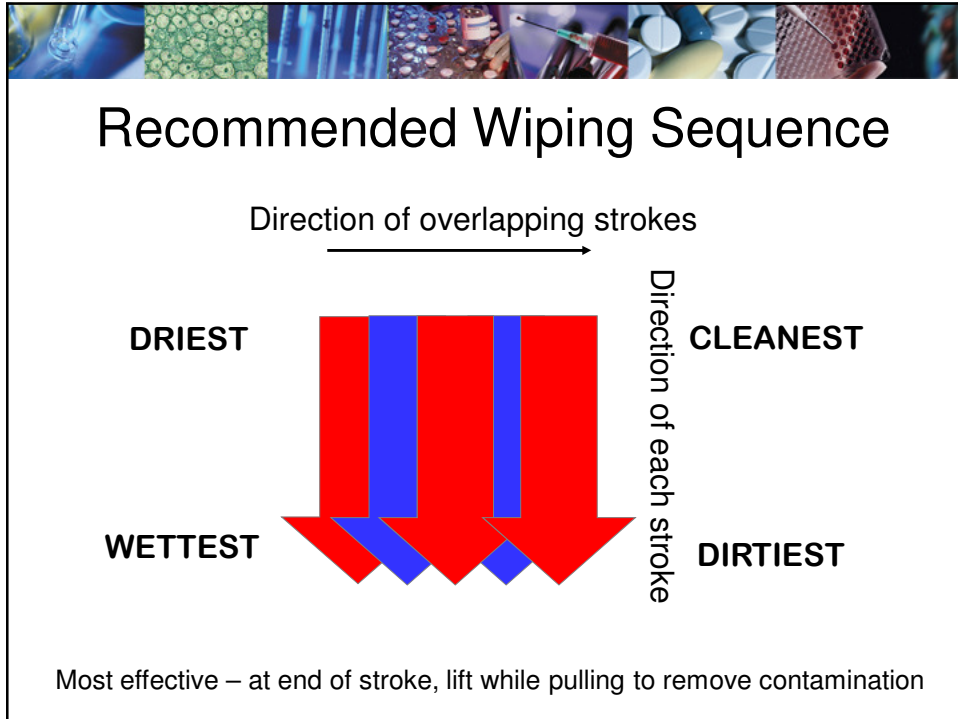 Recommended Wiping Sequence
Direction of overlapping strokes
DRIEST
CLEANEST
Direction of each stroke
WETTEST
DIRTIEST
Most effective – at end of stroke, lift while pulling to remove contamination